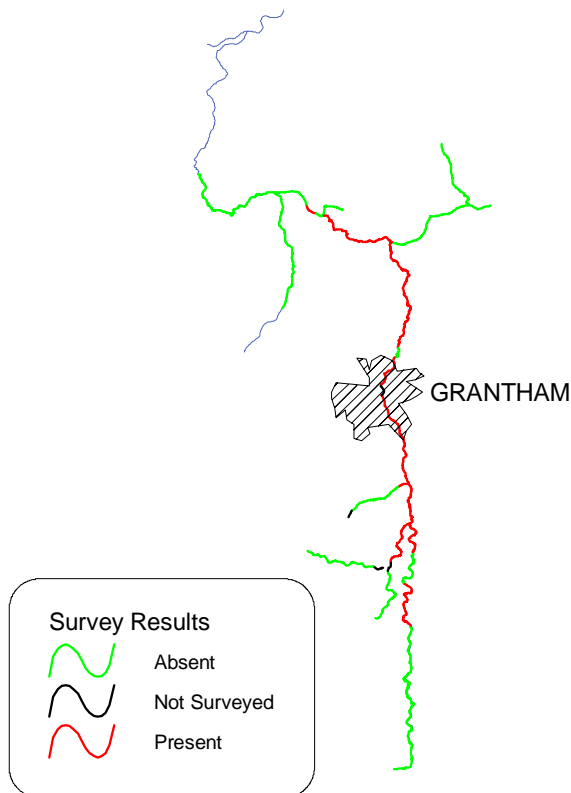 GRANTHAM
Survey Results
Absent
Not Surveyed
Present